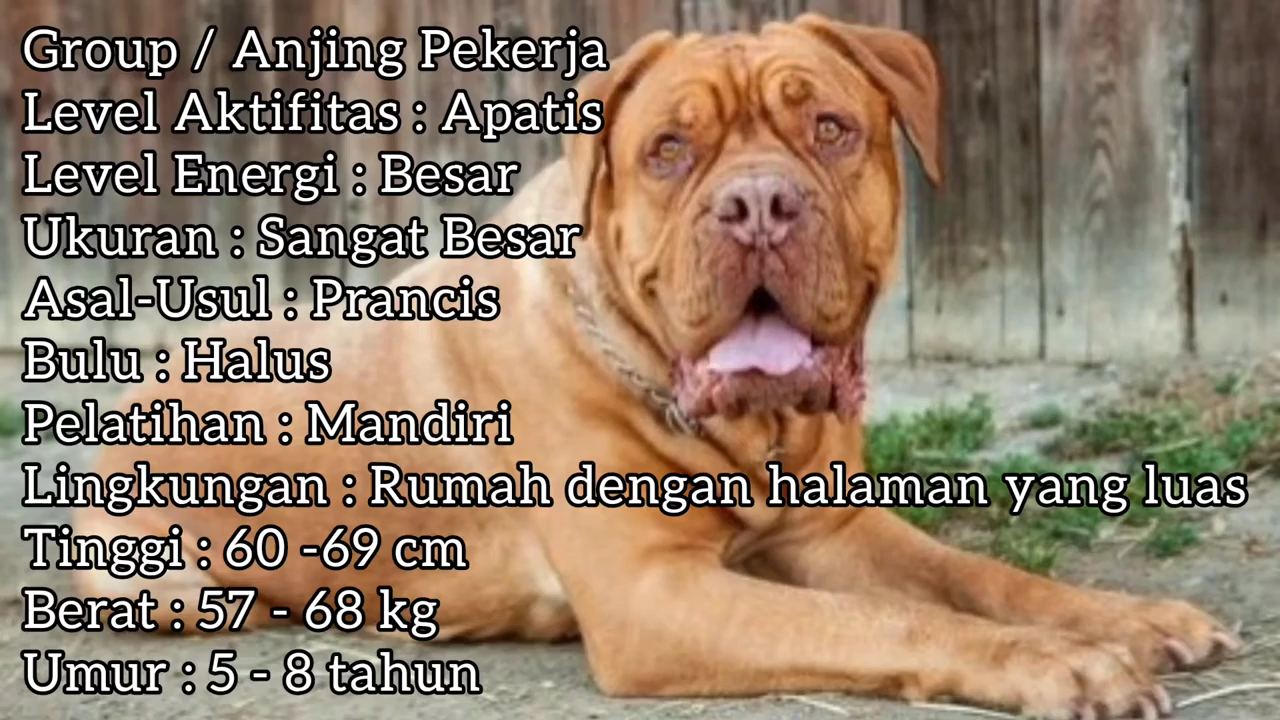 Group / Anjing Pekerja
Level Aktifitas : Apatis
Level Energi : Besar
Ukuran : Sangat Besar
Asal-Usul : Prancis
Bulu : Halus
Pelatihan : Mandiri
Lingkungan : Rumah dengan halaman yang luas
Tinggi : 60 -69 cm
Berat : 57 - 68 kg
Umur : 5 - 8 tahun